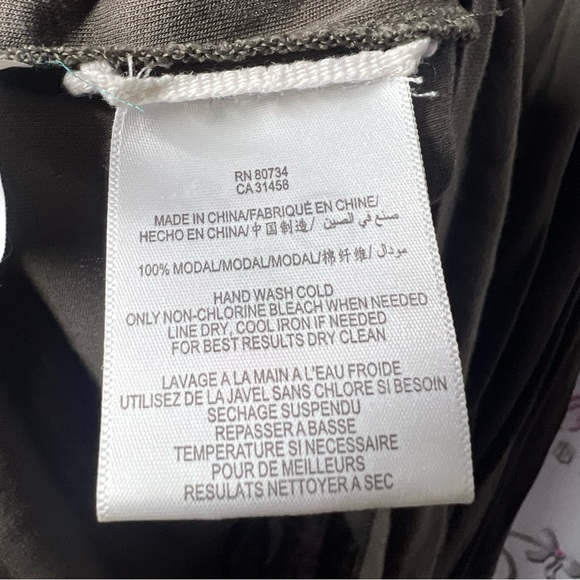 RN 80734
CA 31458
MADE IN CHINA/FABRIQUÉ EN CHINE/
HECHO EN CHINA/中国制造/ صنع في الصين/
100% MODAL/MODAL/MODAL/棉纤维/ مودال/
HAND WASH COLD
ONLY NON-CHLORINE BLEACH WHEN NEEDED
LINE DRY, COOL IRON IF NEEDED
FOR BEST RESULTS DRY CLEAN
LAVAGE A LA MAIN A L'EAU FROIDE
UTILISEZ DE LA JAVEL SANS CHLORE SI BESOIN
SECHAGE SUSPENDU
REPASSER A BASSE
TEMPERATURE SI NECESSAIRE
POUR DE MEILLEURS
RESULATS NETTOYER A SEC